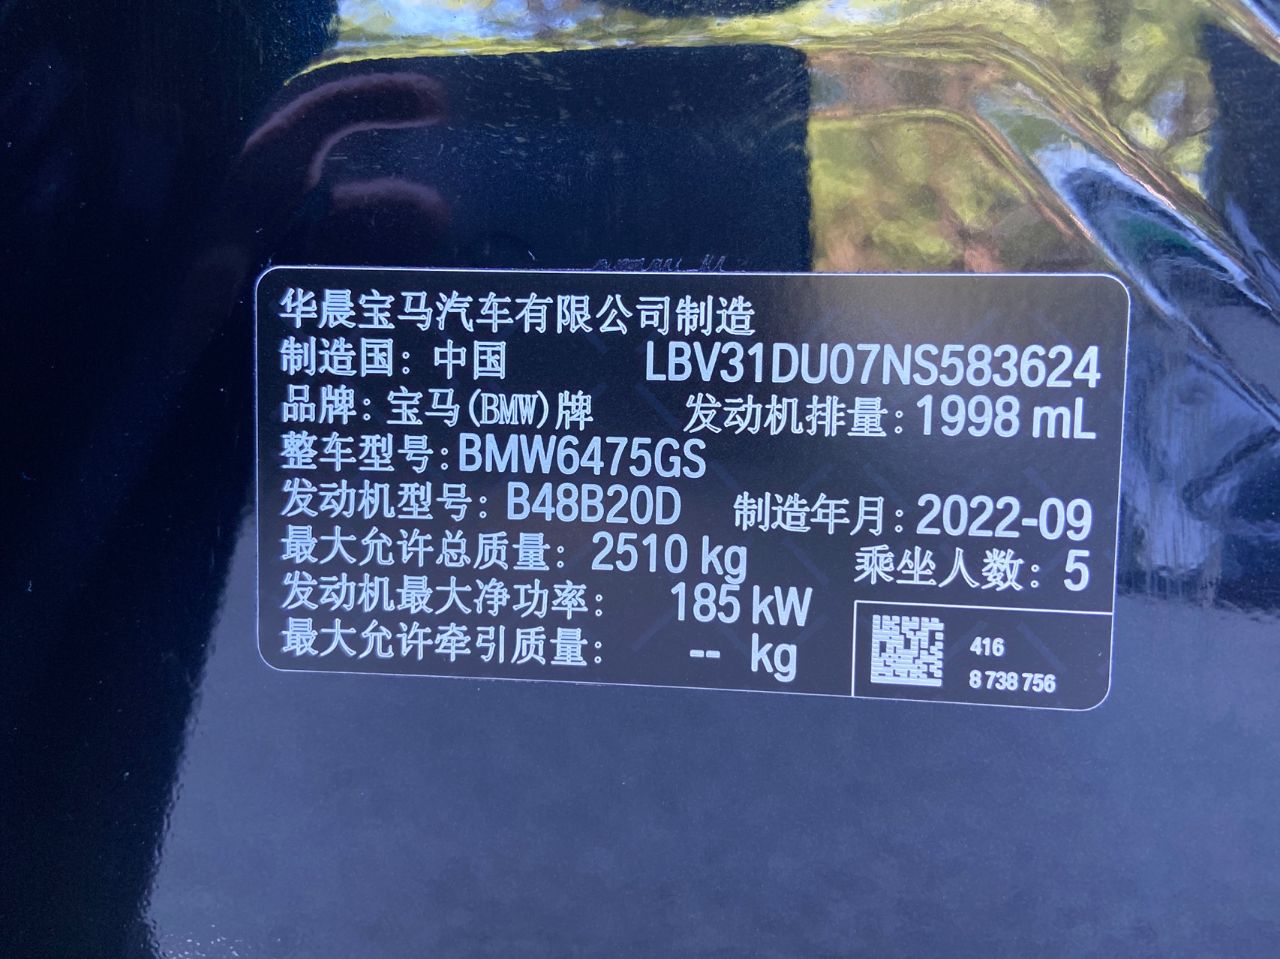 华晨宝马汽车有限公司制造
制造国：中国 LBV31DU07NS583624
品牌：宝马(BMW)牌 发动机排量：1998 mL
整车型号：BMW6475GS
发动机型号：B48B20D 制造年月：2022-09
最大允许总质量：2510 kg 乘坐人数：5
发动机最大净功率：185 kW
最大允许牵引质量：-- kg
416
8 738 756